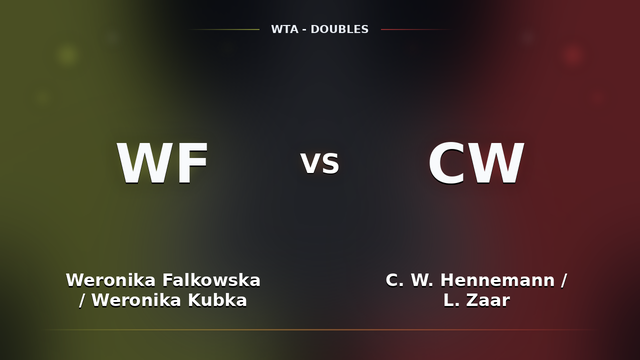 WTA - DOUBLES
WF
VS
CW
Weronika Falkowska
/ Weronika Kubka
C. W. Hennemann /
L. Zaar